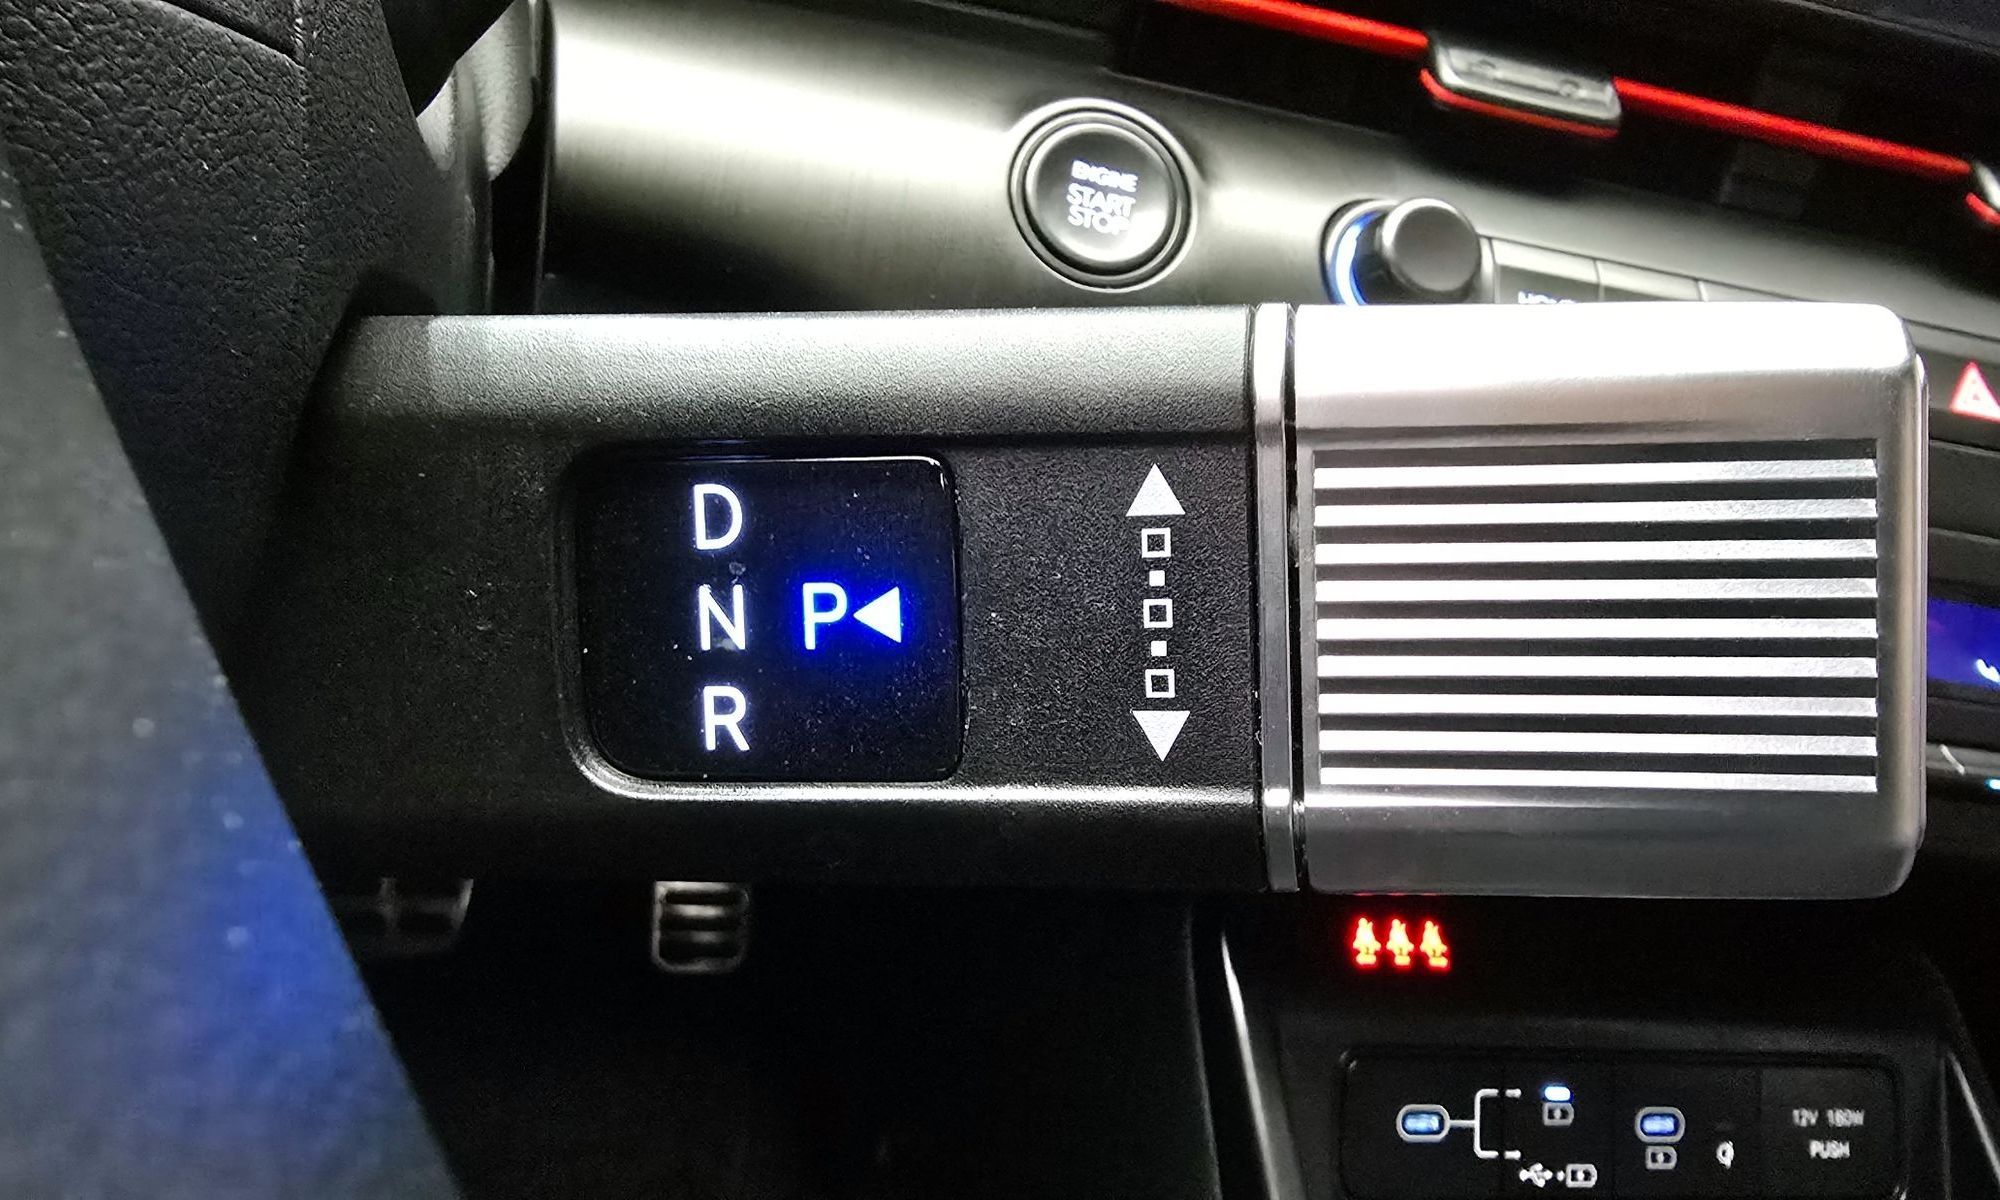 ENGINE
START
STOP
D
N
P
R
12V 180W
PUSH